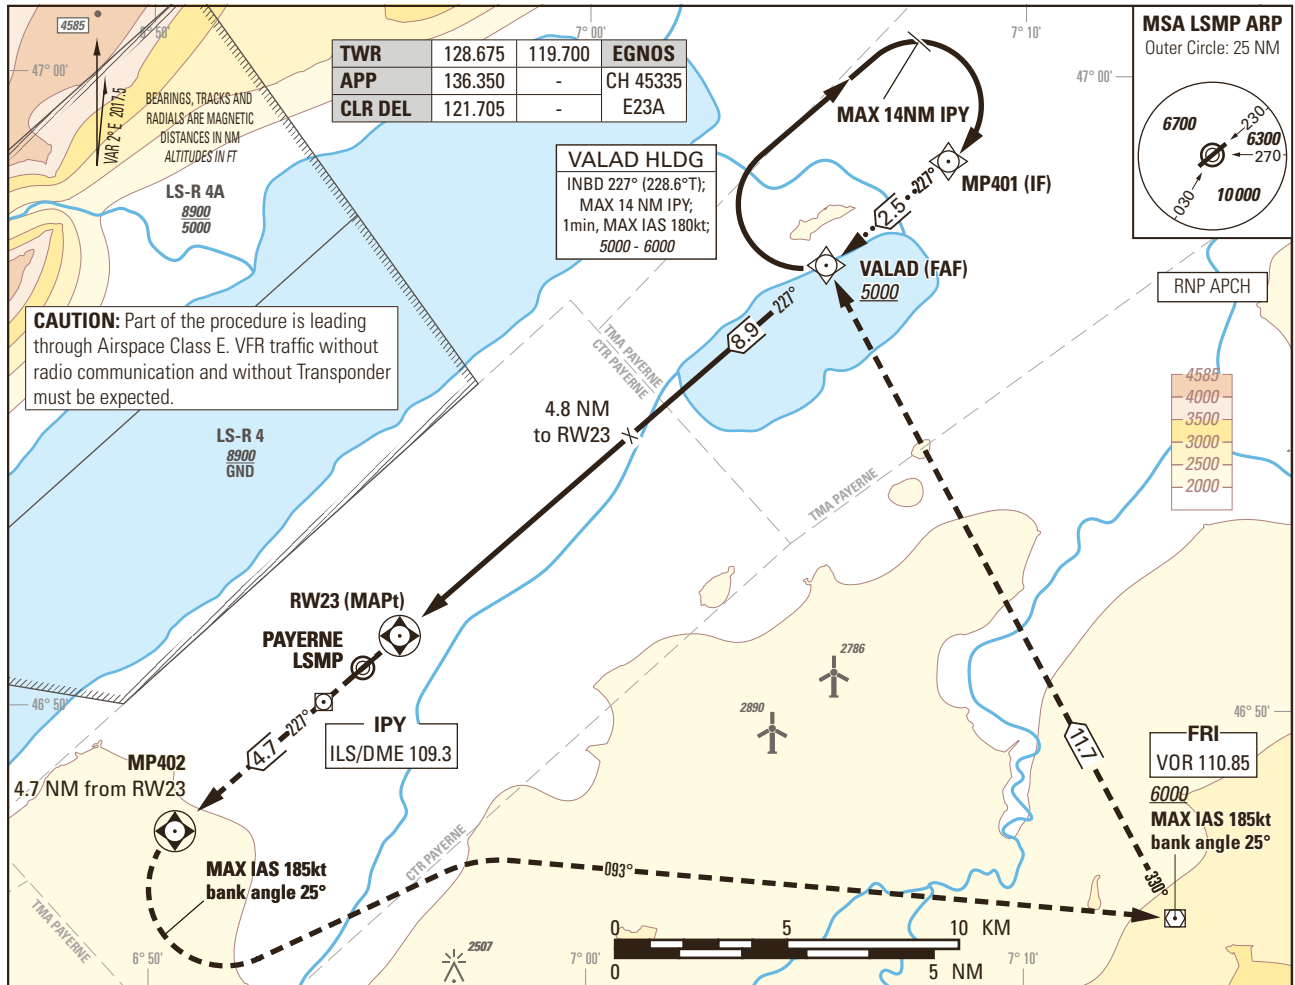 4585
6° 50'
7° 00'
7° 10'
47° 00'
47° 00'
VAR 2° E 2017.5
BEARINGS, TRACKS AND
RADIALS ARE MAGNETIC
DISTANCES IN NM
ALTITUDES IN FT
TWR 128.675 119.700 EGNOS
APP 136.350 - CH 45335
CLR DEL 121.705 - E23A
MSA LSMP ARP
Outer Circle: 25 NM
6700
230
6300
270
10000
030
MAX 14NM IPY
VALAD HLDG
INBD 227° (228.6°T);
MAX 14 NM IPY;
1min, MAX IAS 180kt;
5000 - 6000
227°
MP401 (IF)
2.5
LS-R 4A
8900
5000
VALAD (FAF)
5000
RNP APCH
227°
8.9
CAUTION: Part of the procedure is leading
through Airspace Class E. VFR traffic without
radio communication and without Transponder
must be expected.
TMA PAYERNE
CTR PAYERNE
4585
4000
3500
3000
2500
2000
4.8 NM
to RW23
LS-R 4
8900
GND
TMA PAYERNE
RW23 (MAPt)
PAYERNE
LSMP
2786
2890
46° 50'
46° 50'
227°
4.7
IPY
ILS/DME 109.3
11.7
FRI
VOR 110.85
6000
MAX IAS 185kt
bank angle 25°
MP402
4.7 NM from RW23
MAX IAS 185kt
bank angle 25°
CTR PAYERNE
093°
330°
TMA PAYERNE
2507
0 5 10 KM
0 5 NM
6° 50'
7° 00'
7° 10'